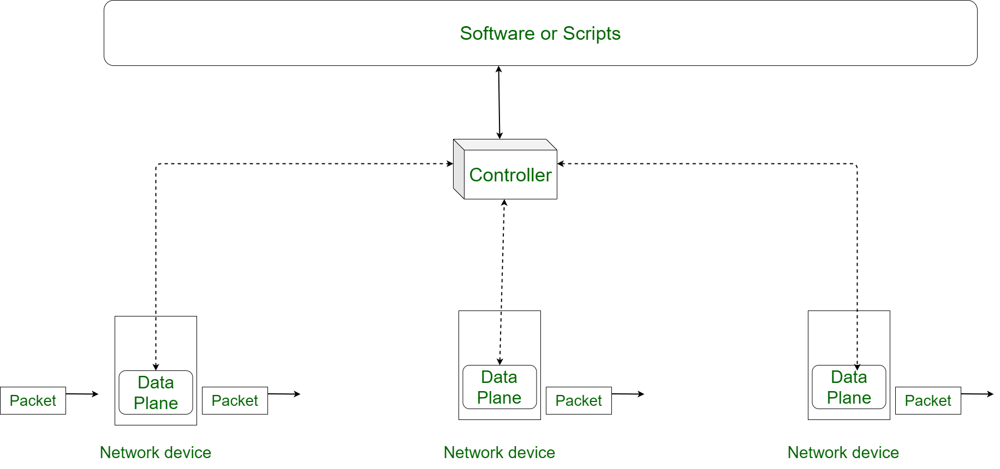 Software or Scripts
Controller
Data
Plane
Data
Plane
Data
Plane
Packet
Packet
Packet
Packet
Network device
Network device
Network device